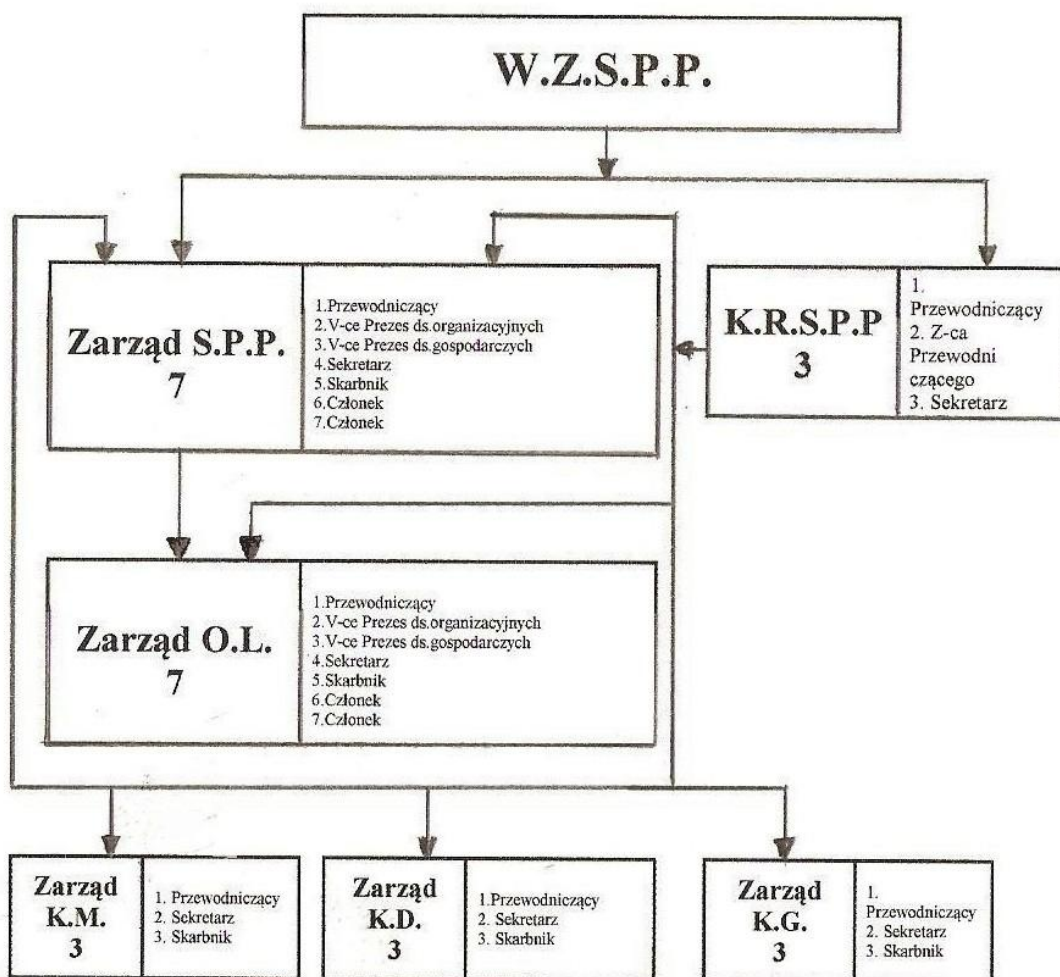 W.Z.S.P.P.
Zarząd S.P.P.
7
1.Przewodniczący
2.V-ce Prezes ds.organizacyjnych
3.V-ce Prezes ds.gospodarczych
4.Sekretarz
5.Skarbnik
6.Członek
7.Członek
K.R.S.P.P
3
1.
Przewodniczący
2. Z-ca
Przewodni
czącego
3. Sekretarz
Zarząd O.L.
7
1.Przewodniczący
2.V-ce Prezes ds.organizacyjnych
3.V-ce Prezes ds.gospodarczych
4.Sekretarz
5.Skarbnik
6.Członek
7.Członek
Zarząd
K.M.
3
1. Przewodniczący
2. Sekretarz
3. Skarbnik
Zarząd
K.D.
3
1.Przewodniczący
2. Sekretarz
3. Skarbnik
Zarząd
K.G.
3
1.
Przewodniczący
2. Sekretarz
3. Skarbnik